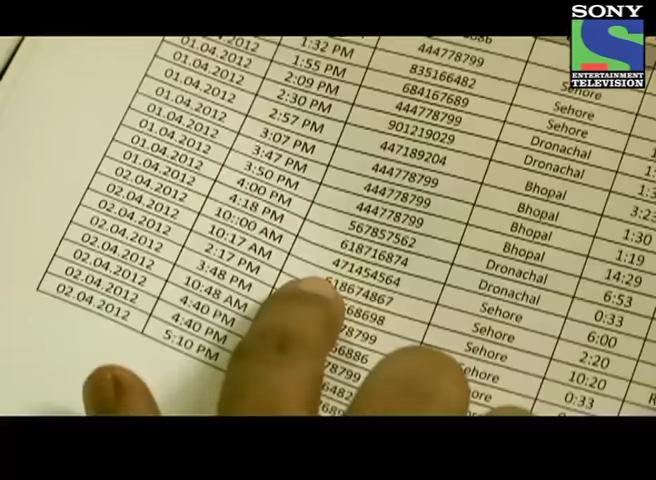 SONY
ENTERTAINMENT
TELEVISION
01.04.2012
01.04.2012
01.04.2012
01.04.2012
01.04.2012
01.04.2012
01.04.2012
01.04.2012
02.04.2012
02.04.2012
02.04.2012
02.04.2012
02.04.2012
02.04.2012
02.04.2012
1:32 PM
1:55 PM
2:09 PM
2:30 PM
2:57 PM
3:07 PM
3:47 PM
3:50 PM
4:00 PM
4:18 PM
10::00 AM
10:17 AM
2:17 PM
3:48 PM
10:48 AM
4:40 PM
4:40 PM
5:10 PM
444778799
835166482
684167689
444778799
901219029
447189204
444778799
444778799
444778799
567857562
618716874
471454564
618674867
Sehore
Sehore
Sehore
Dronachal
Dronachal
Bhopal
Bhopal
Bhopal
Dronachal
Dronachal
Sehore
Sehore
Sehore
3:23
1:30
1:19
14:29
6:53
0:33
6:00
2:20
10:20
0:33